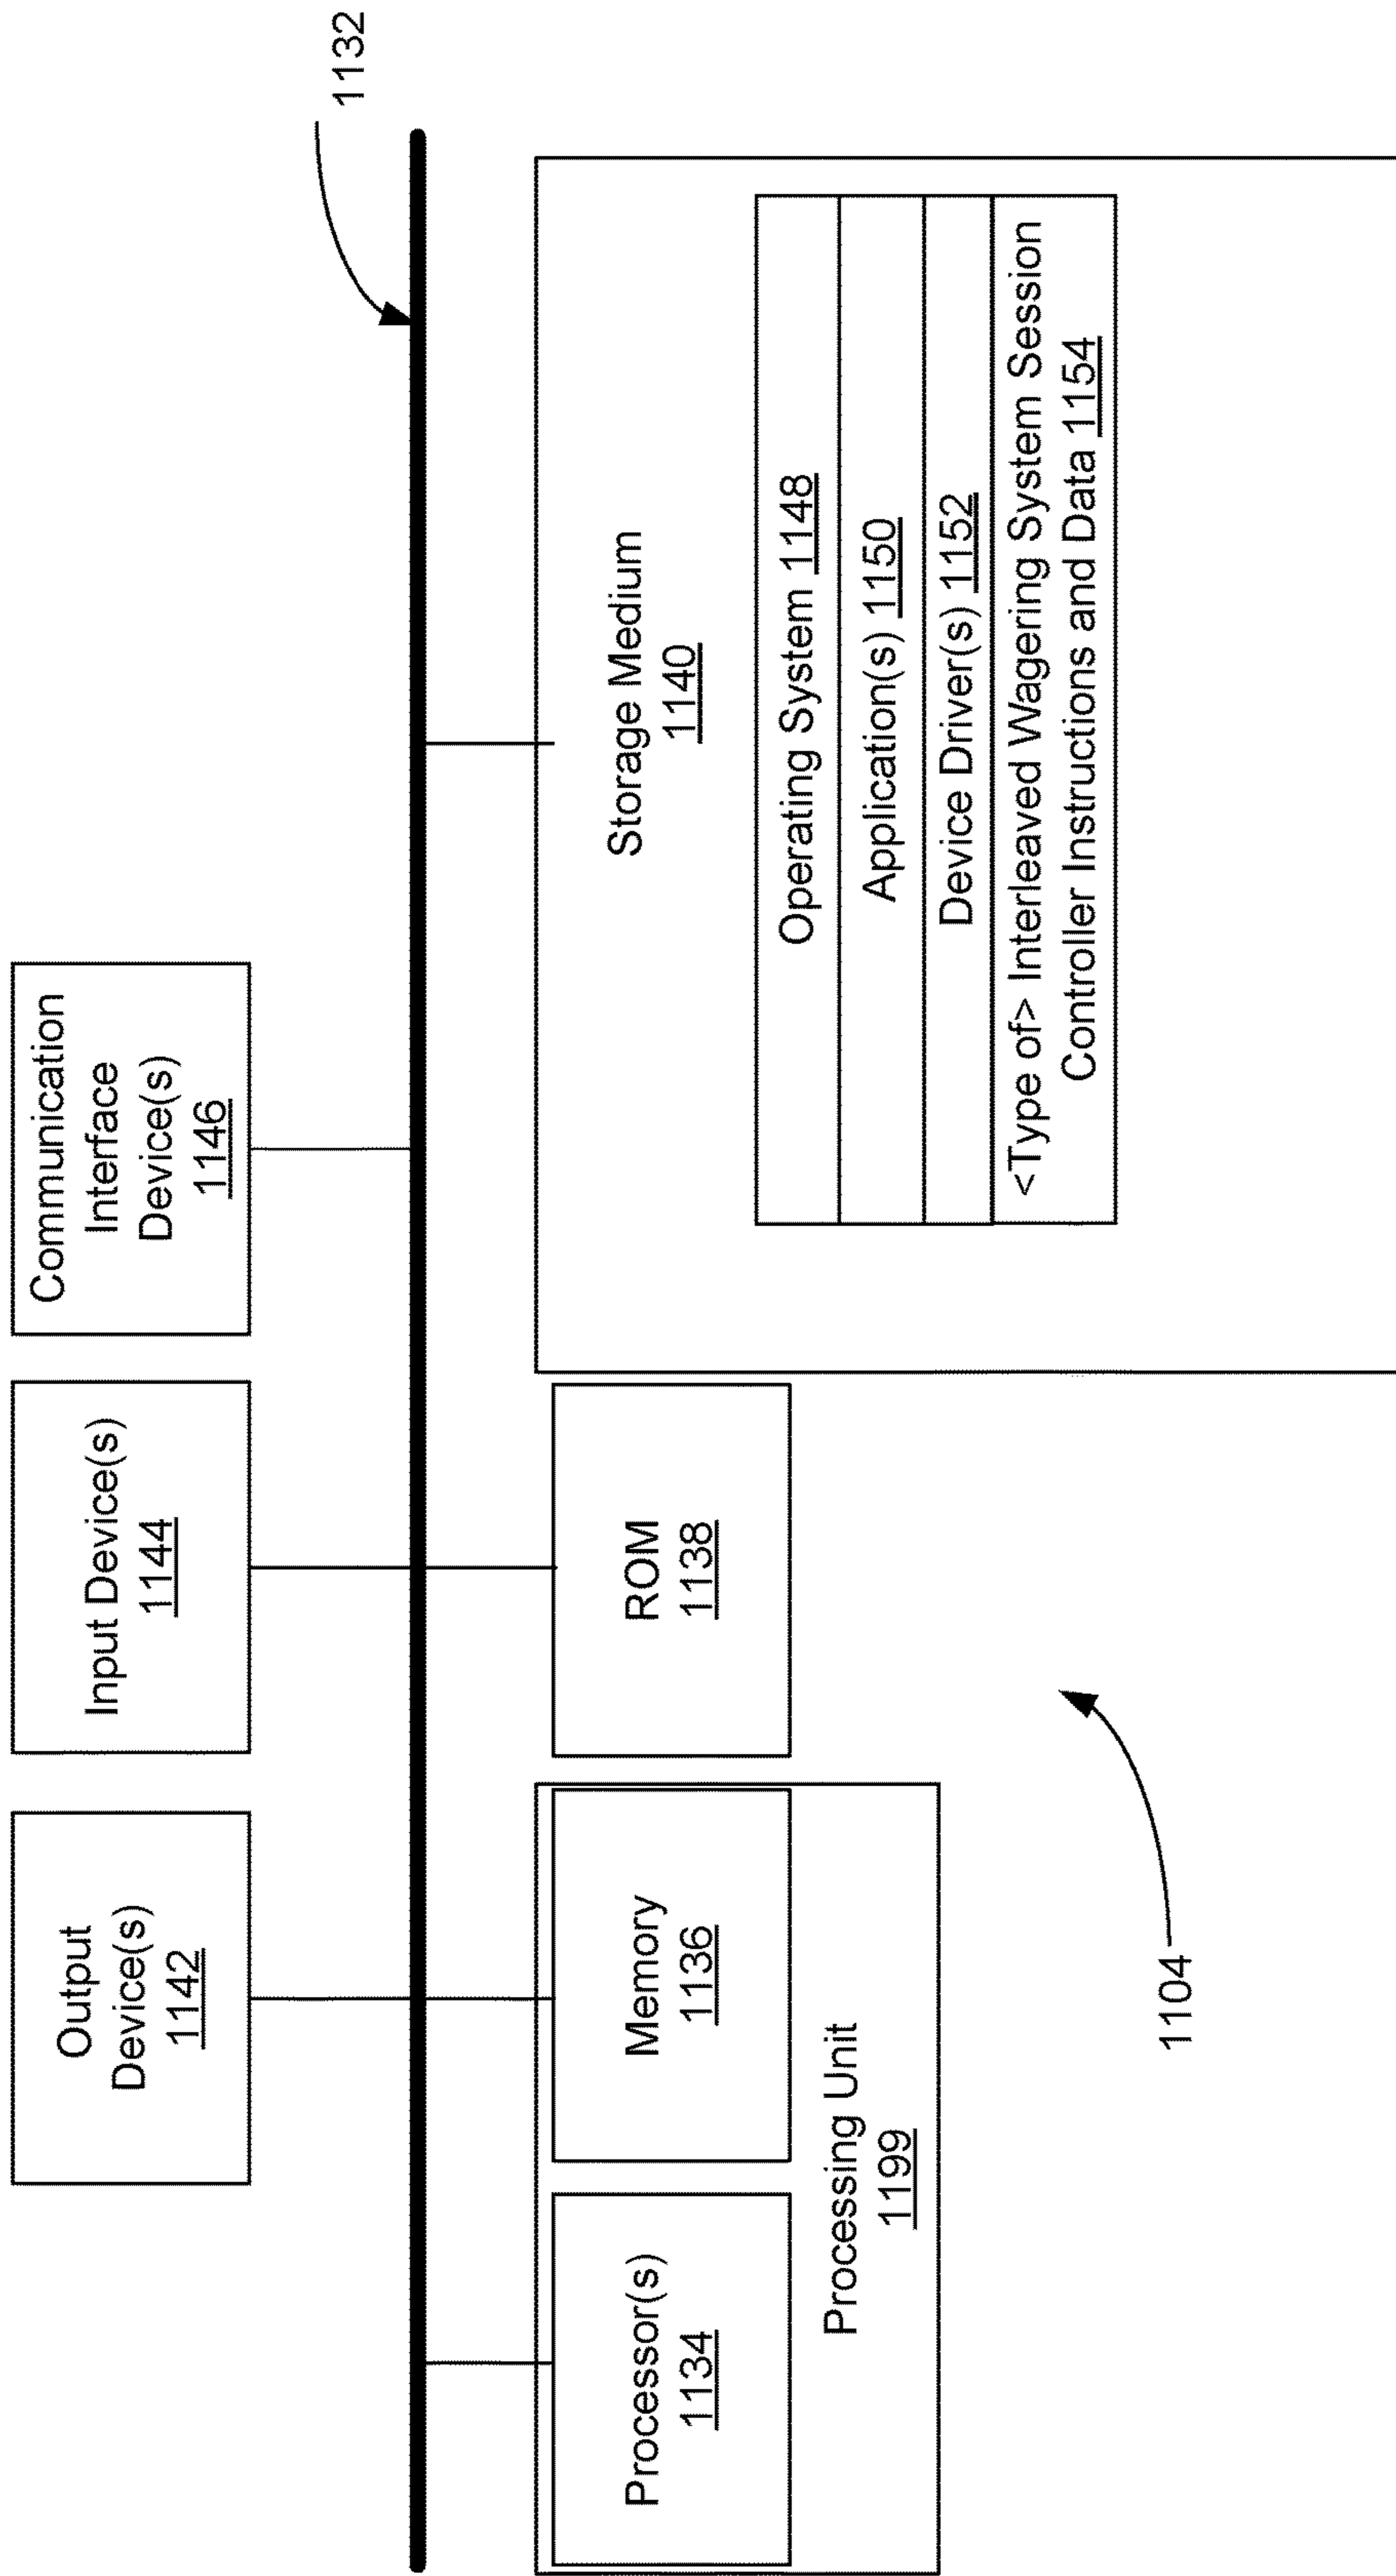 Output
Device(s)
1142
Input Device(s)
1144
Communication
Interface
Device(s)
1146
1132
Processor(s)
1134
Memory
1136
Processing Unit
1199
ROM
1138
Storage Medium
1140
Operating System 1148
Application(s) 1150
Device Driver(s) 1152
<Type of> Interleaved Wagering System Session
Controller Instructions and Data 1154
1104